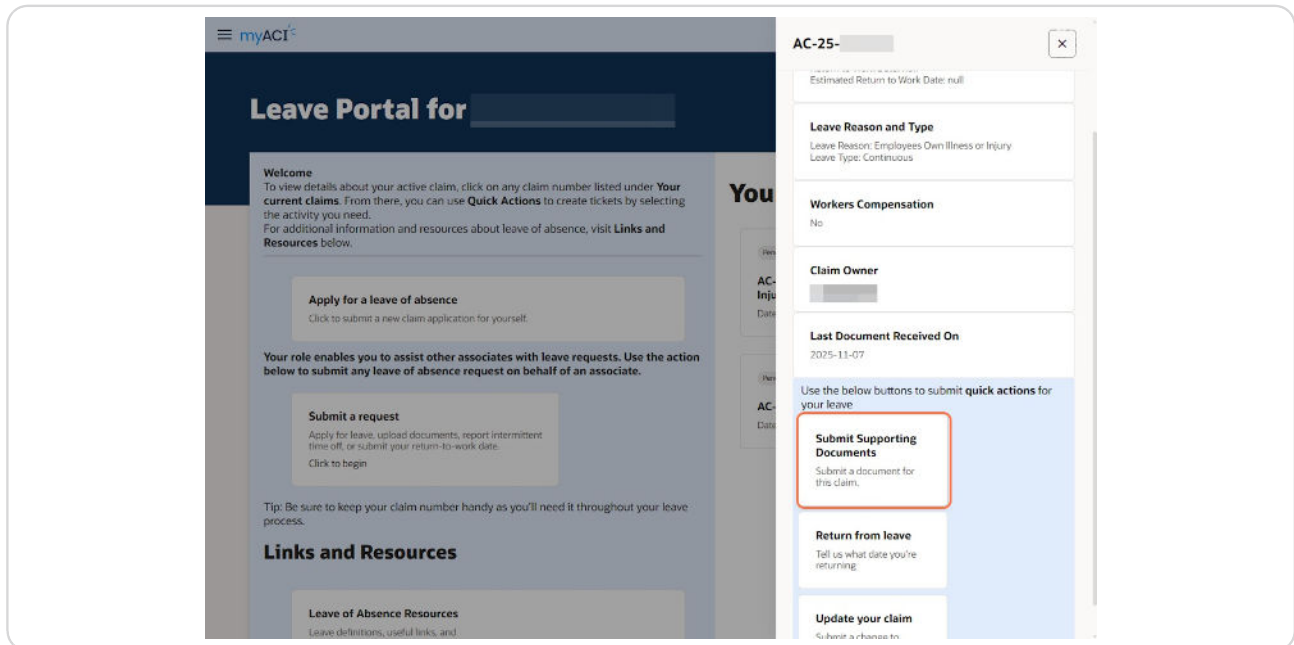 myACI
Leave Portal for
Welcome
To view details about your active claim, click on any claim number listed under Your
current claims. From there, you can use Quick Actions to create tickets by selecting
the activity you need.
For additional information and resources about leave of absence, visit Links and
Resources below.
Apply for a leave of absence
Click to submit a new claim application for yourself.
Your role enables you to assist other associates with leave requests. Use the action
below to submit any leave of absence request on behalf of an associate.
Submit a request
Apply for leave, upload documents, report intermittent
time off, or submit your return-to-work date.
Click to begin
Tip: Be sure to keep your claim number handy as you'll need it throughout your leave
process.
Links and Resources
Leave of Absence Resources
Leave definitions, useful links, and
You
AC-
Inju
Date
AC-
Date
AC-25-
Estimated Return to Work Date: null
Leave Reason and Type
Leave Reason: Employees Own Illness or Injury
Leave Type: Continuous
Workers Compensation
No
Claim Owner
Last Document Received On
2025-11-07
Use the below buttons to submit quick actions for
your leave
Submit Supporting
Documents
Submit a document for
this claim.
Return from leave
Tell us what date you're
returning
Update your claim
Submit a change to